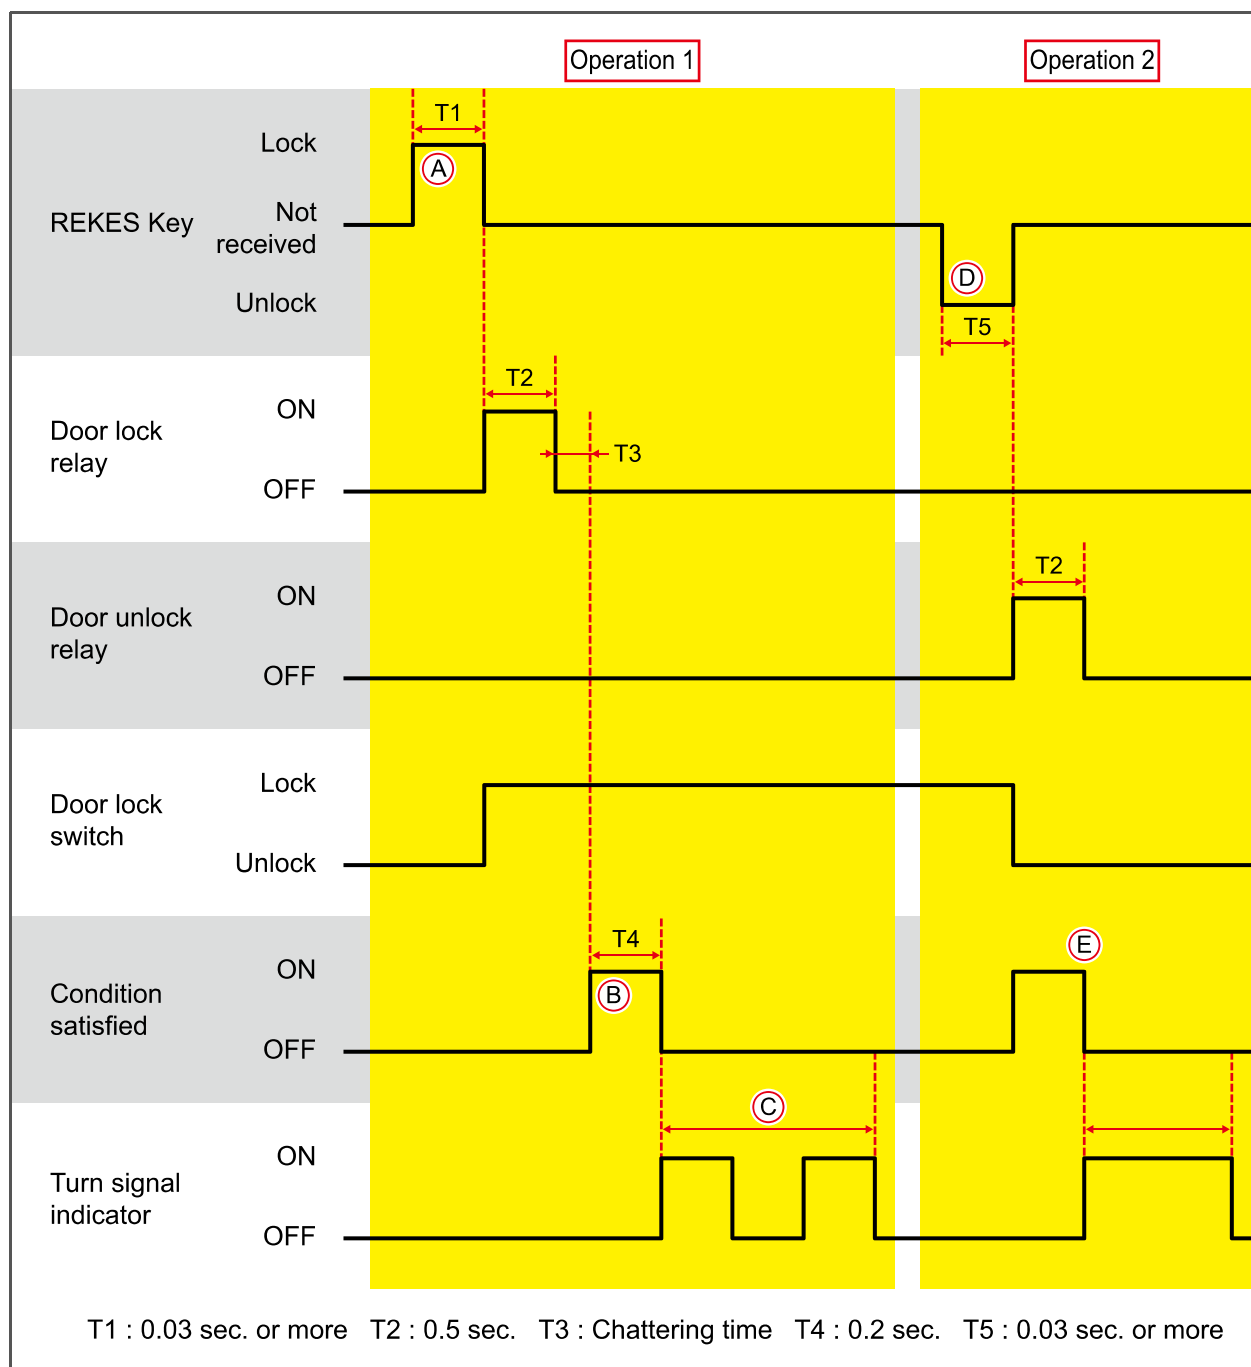 Operation 1
Operation 2
T1
Lock
A
REKES Key
Not
received
D
Unlock
T5
T2
ON
Door lock
relay
T3
OFF
T2
ON
Door unlock
relay
OFF
Lock
Door lock
switch
Unlock
T4
E
ON
B
Condition
satisfied
OFF
C
ON
Turn signal
indicator
OFF
T1 : 0.03 sec. or more T2 : 0.5 sec. T3 : Chattering time T4 : 0.2 sec. T5 : 0.03 sec. or more